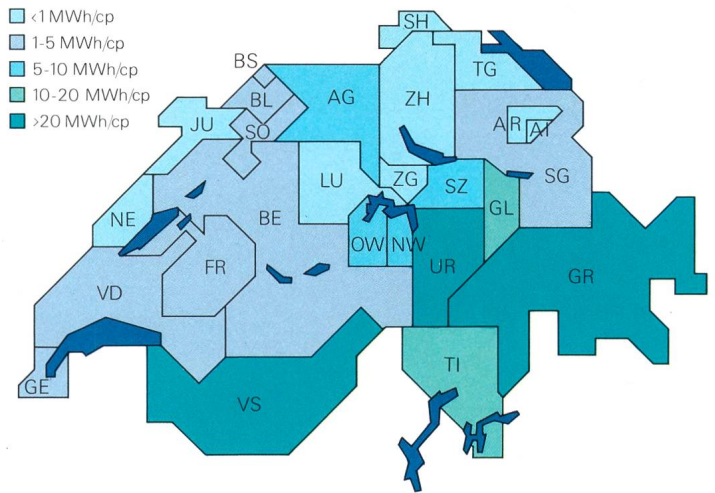 <1 MWh/cp
1-5 MWh/cp
5-10 MWh/cp
10-20 MWh/cp
>20 MWh/cp
SH
BS
TG
BL
AG
ZH
JU
SO
AR
AI
LU
ZG
SZ
SG
NE
BE
GL
OW
NW
FR
UR
GR
VD
TI
GE
VS